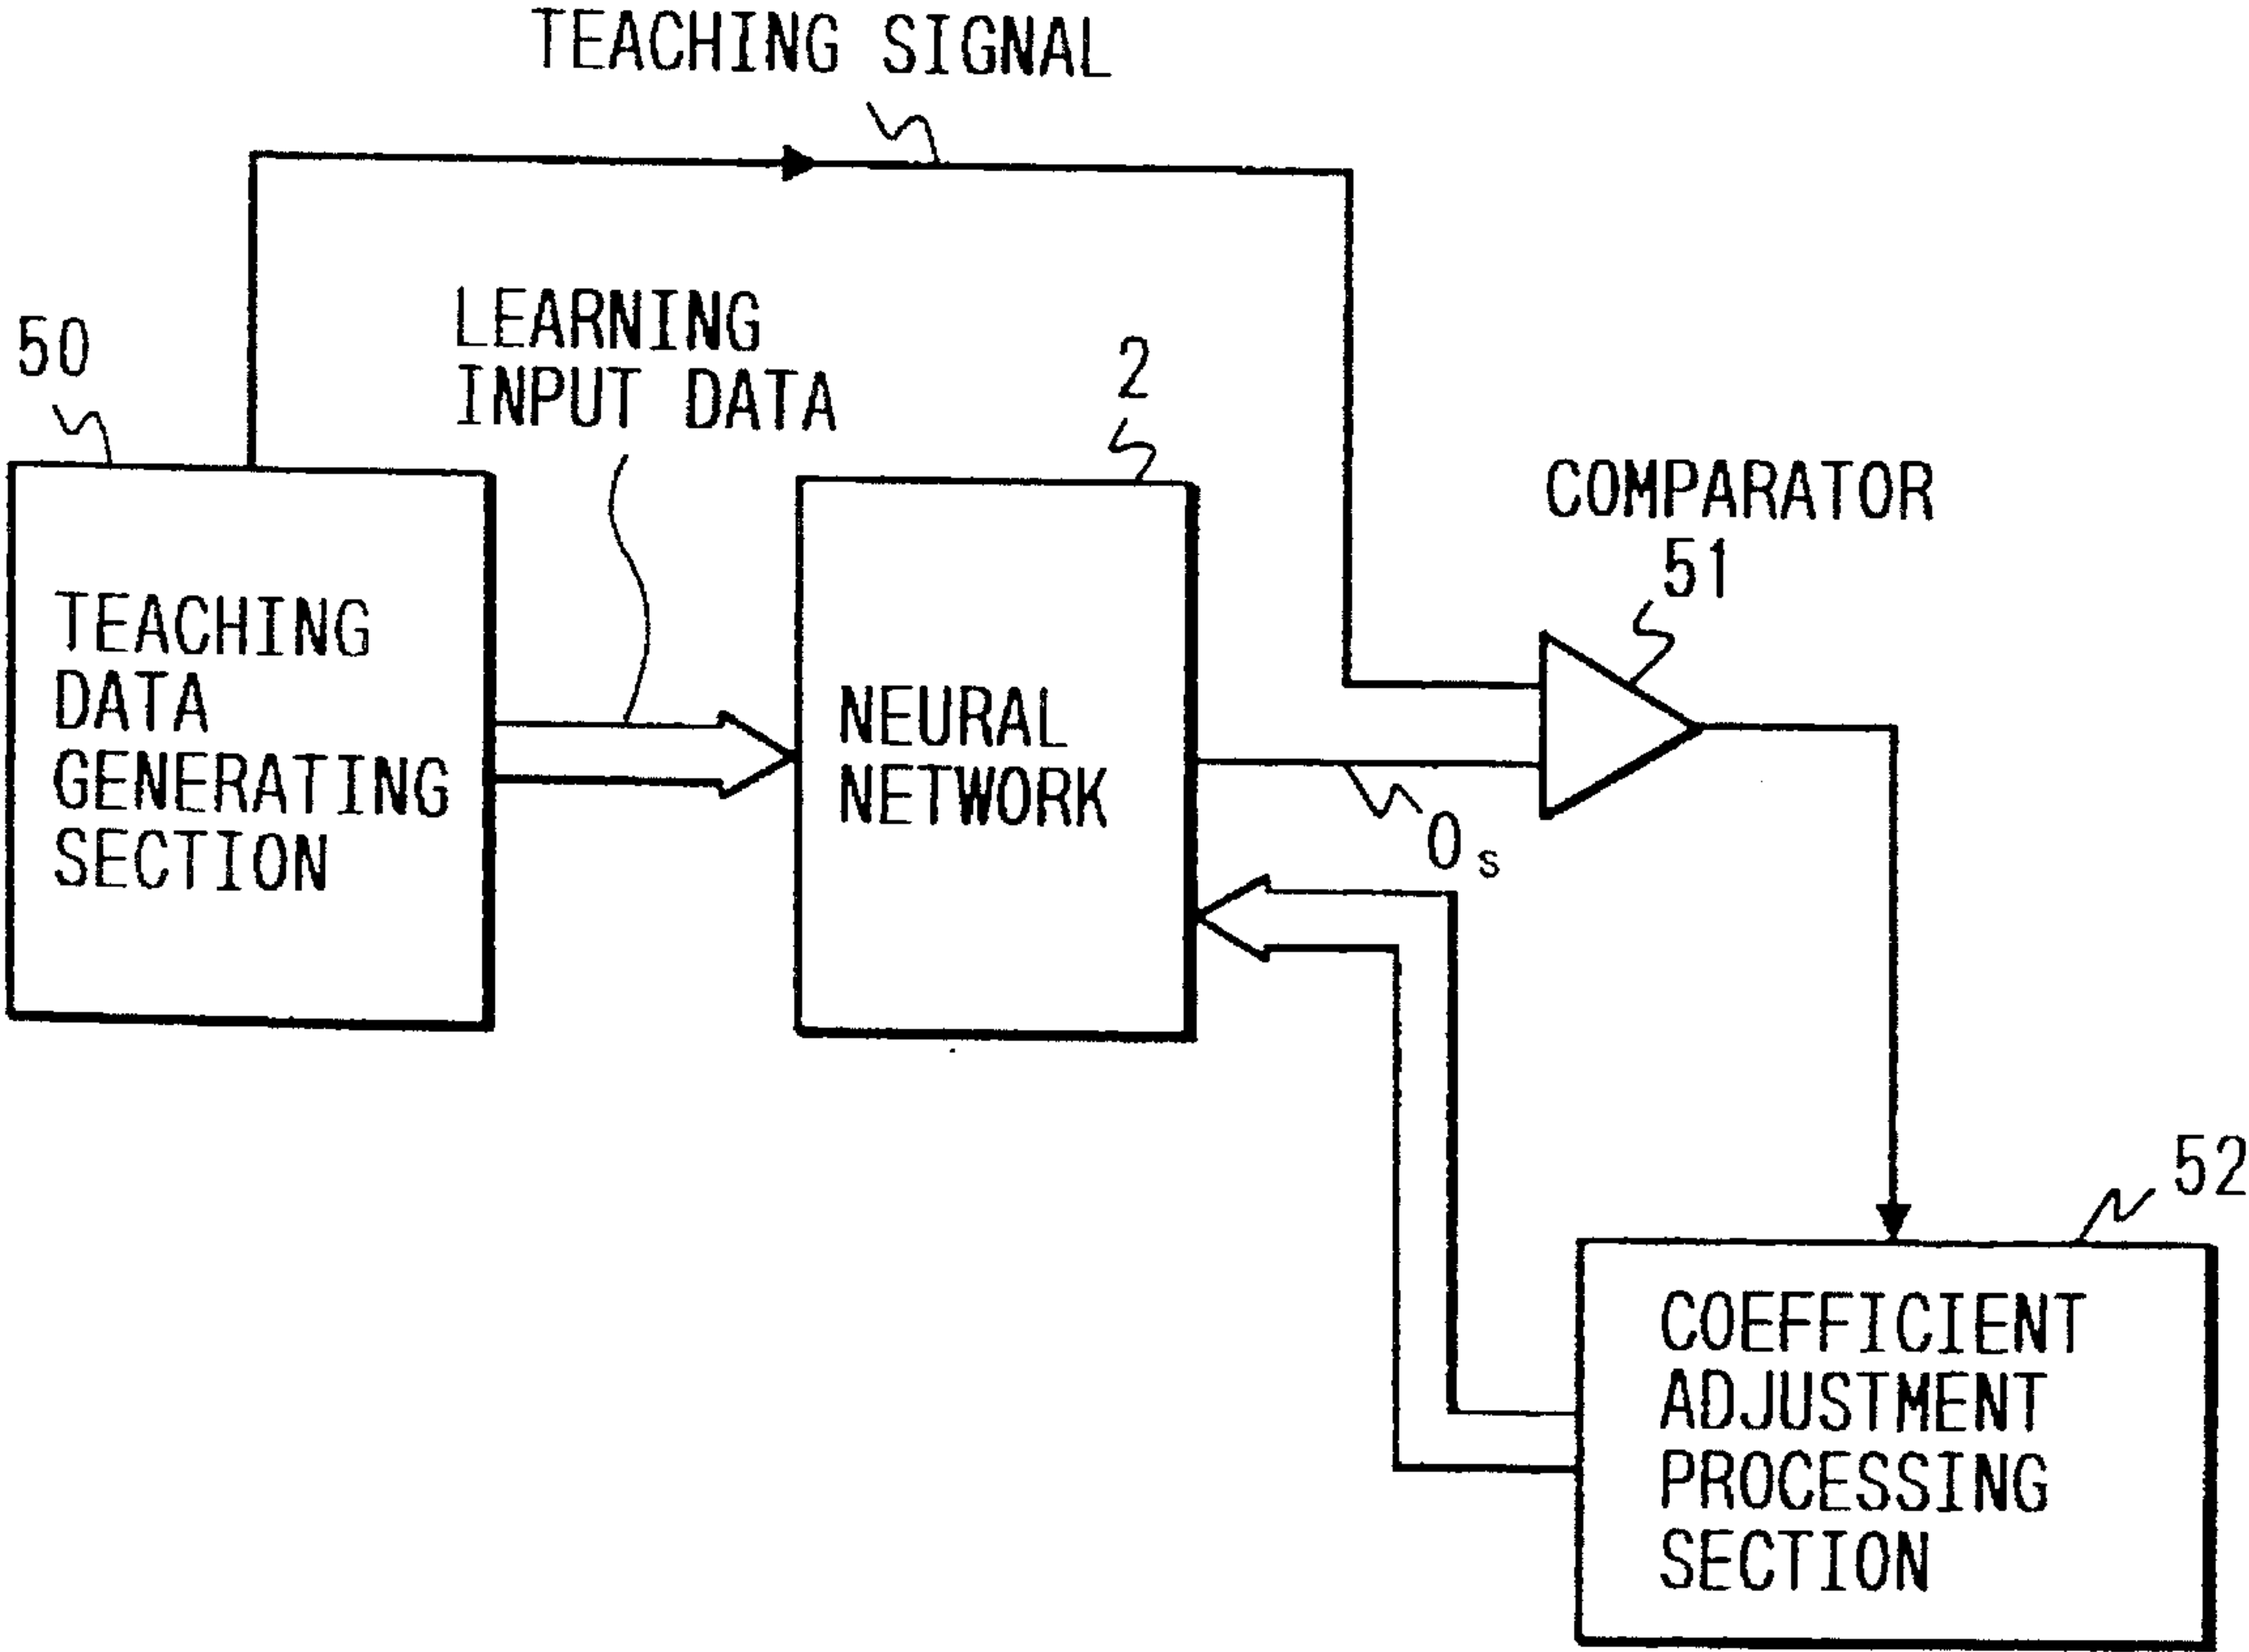 TEACHING SIGNAL
LEARNING
INPUT DATA
50
2
COMPARATOR
51
TEACHING
DATA
GENERATING
SECTION
NEURAL
NETWORK
Os
52
COEFFICIENT
ADJUSTMENT
PROCESSING
SECTION